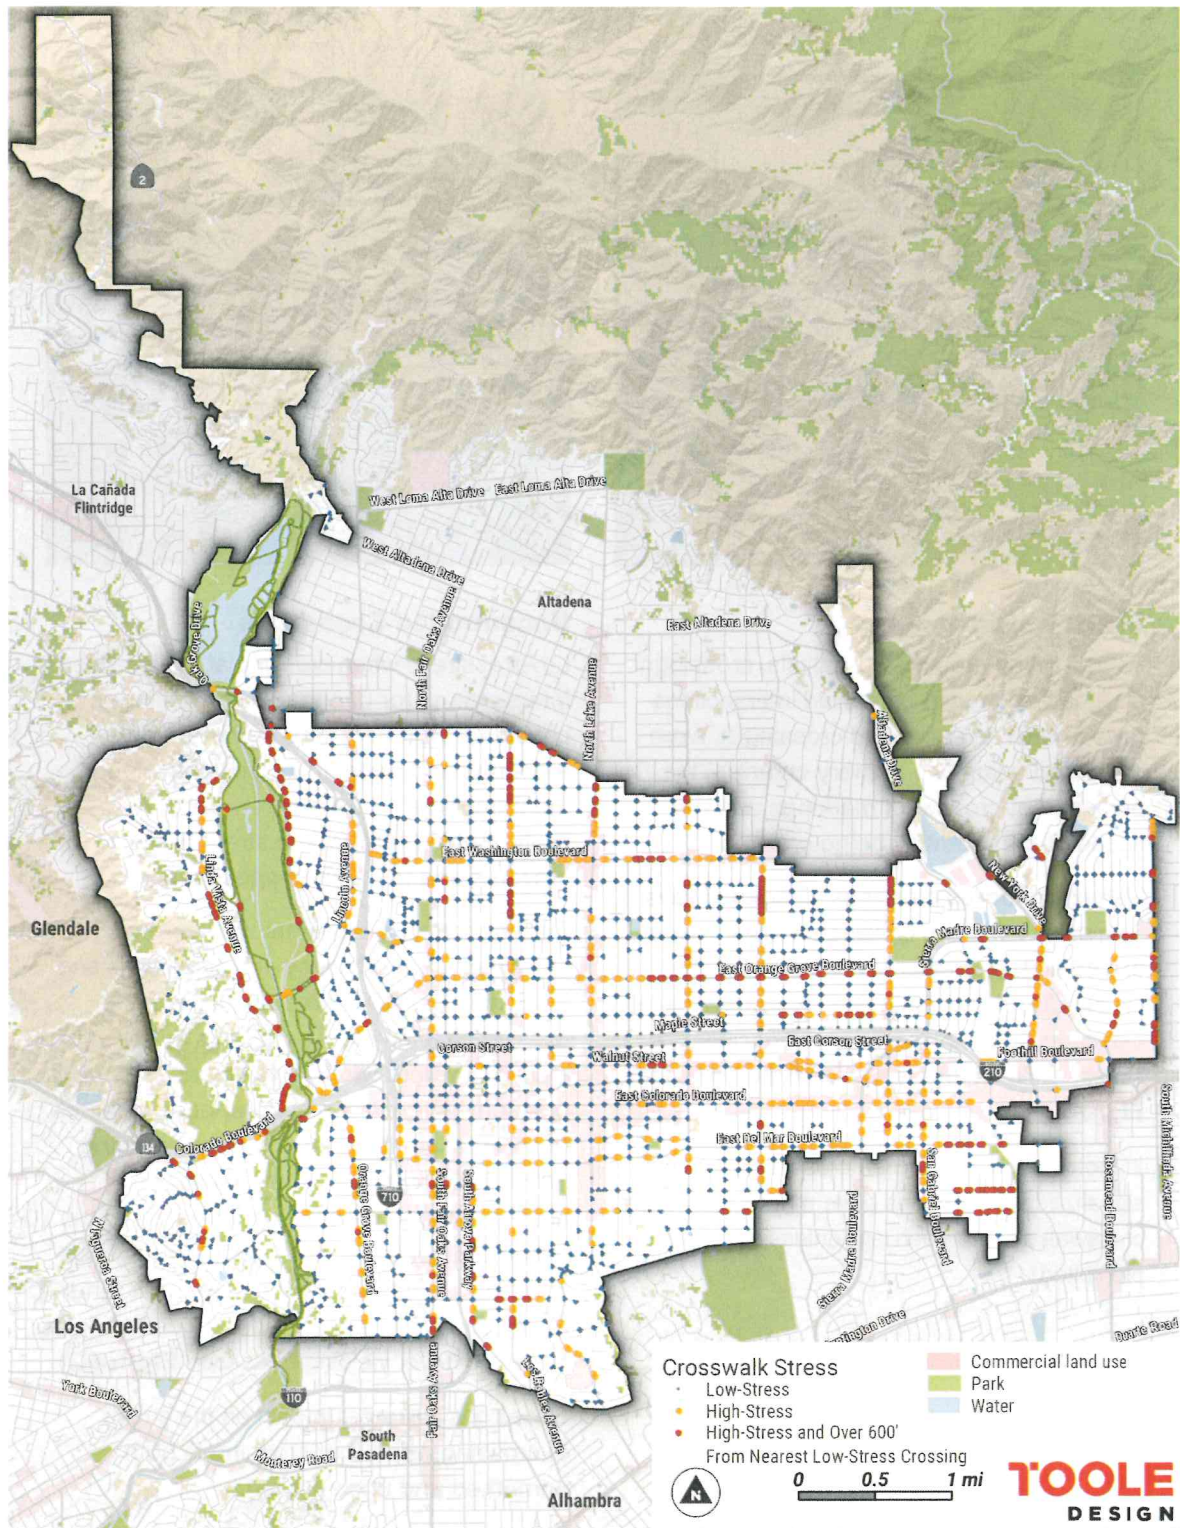 2
La Cañada
Flintridge
West Loma Alta Drive
East Loma Alta Drive
West Altadena Drive
Altadena
East Altadena Drive
Oak Grove Drive
North Fair Oaks Avenue
North Lake Avenue
Altadena Drive
East Washington Boulevard
Lincoln Avenue
Linda Vista Avenue
New York Drive
Glendale
Sierra Madre Boulevard
Sierra Madre Boulevard
East Orange Grove Boulevard
Maple Street
Corson Street
East Corson Street
Walnut Street
Foothill Boulevard
210
East Colorado Boulevard
Colorado Boulevard
134
East Del Mar Boulevard
710
Orange Grove Boulevard
South Fair Oaks Avenue
South Arroyo Parkway
San Gabriel Boulevard
Rosemead Boulevard
South Michillinda Avenue
N Figueroa Street
Los Angeles
Huntington Drive
Duarte Road
York Boulevard
110
Fair Oaks Avenue
Los Robles Avenue
South
Pasadena
Monterey Road
Alhambra
Crosswalk Stress
Low-Stress
High-Stress
High-Stress and Over 600'
From Nearest Low-Stress Crossing
Commercial land use
Park
Water
N
0 0.5 1 mi
TOOLE
DESIGN